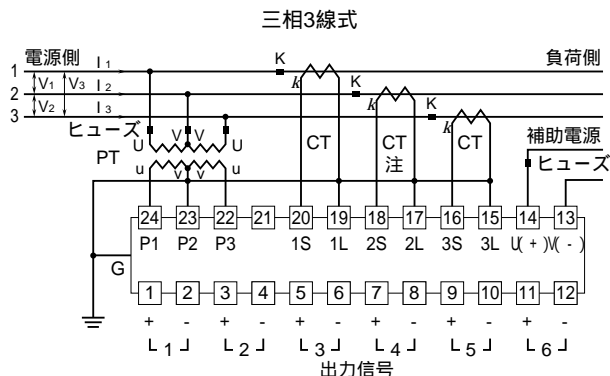 三相3線式
電源側 I1 K 負荷側
1 V1 V3 k
2 I2 K
V2 k
3 I3 K
ヒューズ k 補助電源
U V V U CT CT CT ヒューズ
PT 注
u v v u
24 23 22 21 20 19 18 17 16 15 14 13
P1 P2 P3 1S 1L 2S 2L 3S 3L U( + ) V( - )
G
1 2 3 4 5 6 7 8 9 10 11 12
+ - + - + - + - + - + -
1 2 3 4 5 6
出力信号